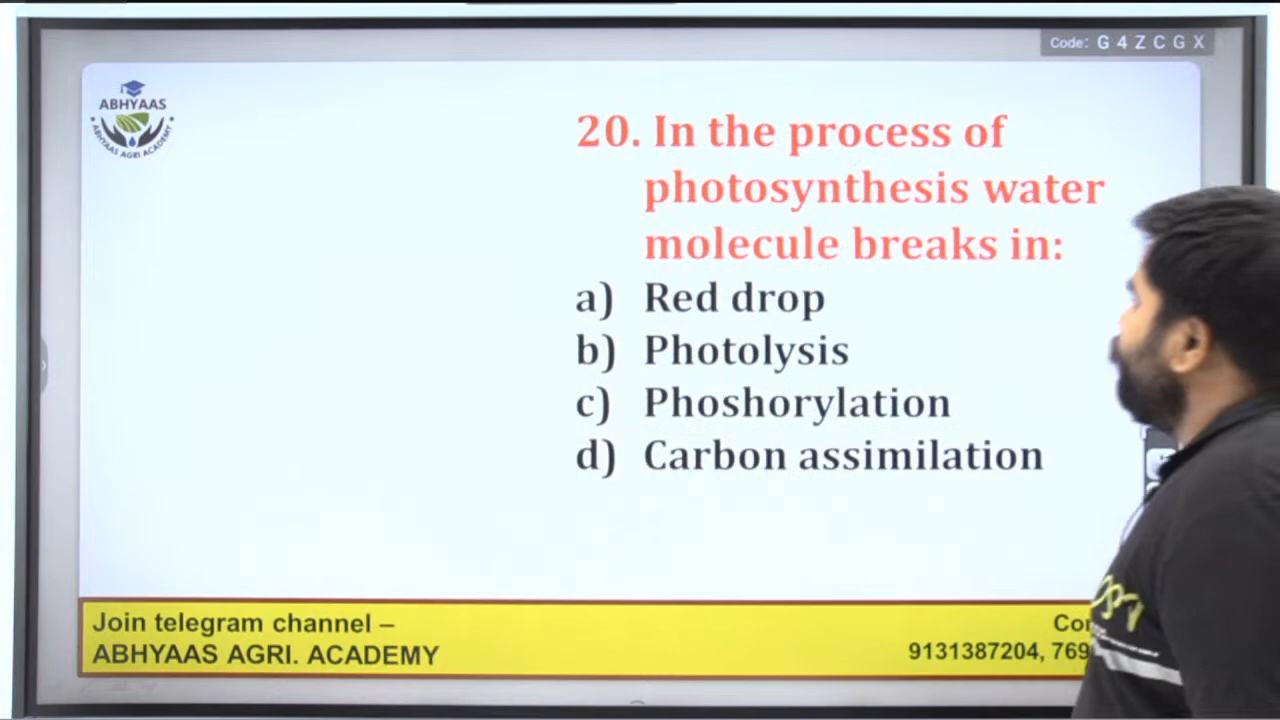 Code: G 4 Z C G X
ABHYAAS
ABHYAAS AGRI ACADEMY
20. In the process of
photosynthesis water
molecule breaks in:
a) Red drop
b) Photolysis
c) Phoshorylation
d) Carbon assimilation
Join telegram channel –
ABHYAAS AGRI. ACADEMY
9131387204,